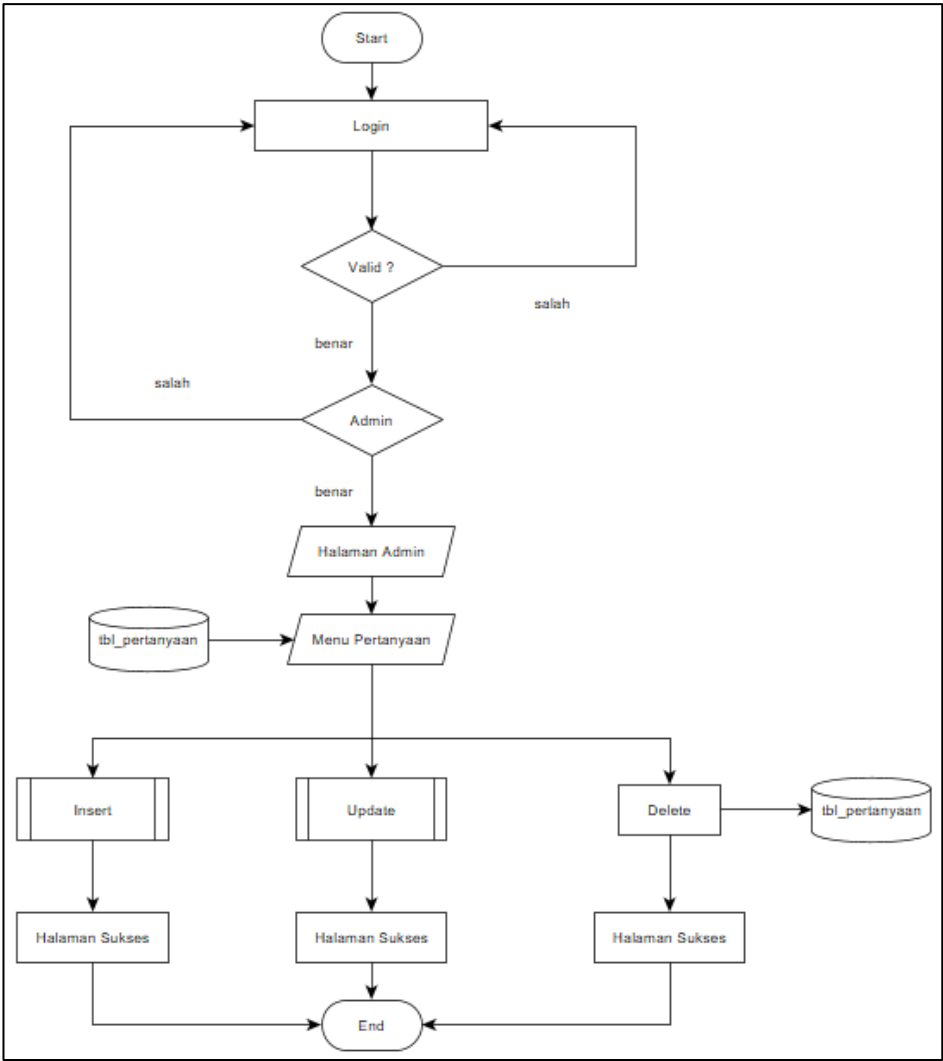 Start
Login
Valid ?
salah
benar
salah
Admin
benar
Halaman Admin
tbl_pertanyaan
Menu Pertanyaan
Insert
Update
Delete
tbl_pertanyaan
Halaman Sukses
Halaman Sukses
Halaman Sukses
End